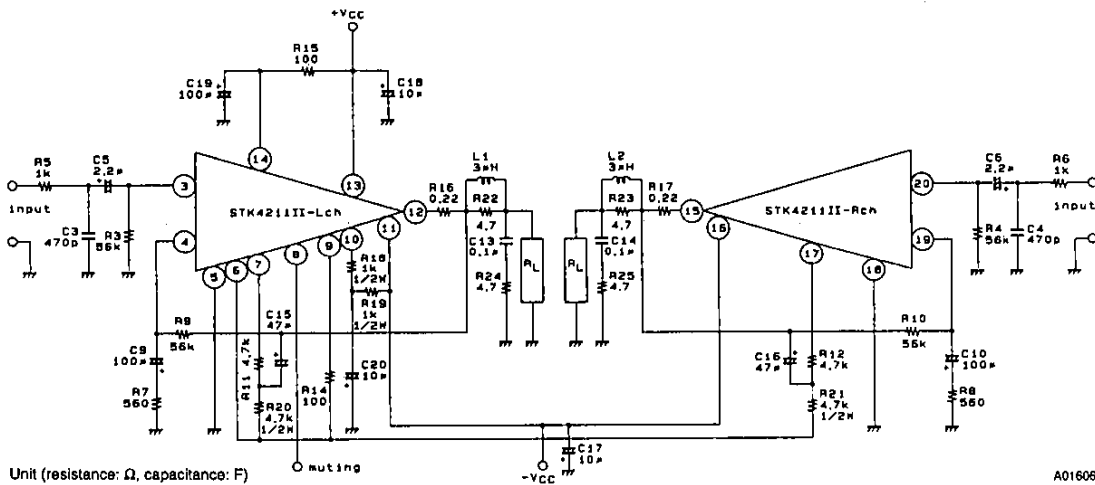 +VCC
R15
100
C19
100µ
C18
10µ
R5
1k
C5
2.2µ
input
C3
470p
R3
56k
3
4
14
13
12
STK4211II-Lch
5
6
7
8
9
10
11
R16
0.22
L1
3µH
R22
4.7
C13
0.1µ
R24
4.7
RL
R18
1k
1/2W
R19
1k
1/2W
R9
56k
C9
100µ
R7
560
C15
47µ
R11 4.7k
R20
4.7k
1/2W
R14
100
C20
10µ
muting
-VCC
C17
10µ
L2
3µH
R23
4.7
R17
0.22
C14
0.1µ
R25
4.7
RL
15
16
17
18
STK4211II-Rch
20
19
C6
2.2µ
R6
1k
input
R4
56k
C4
470p
R10
56k
C16
47µ
R12
4.7k
R21
4.7k
1/2W
C10
100µ
R8
560
Unit (resistance: Ω, capacitance: F)
A01606